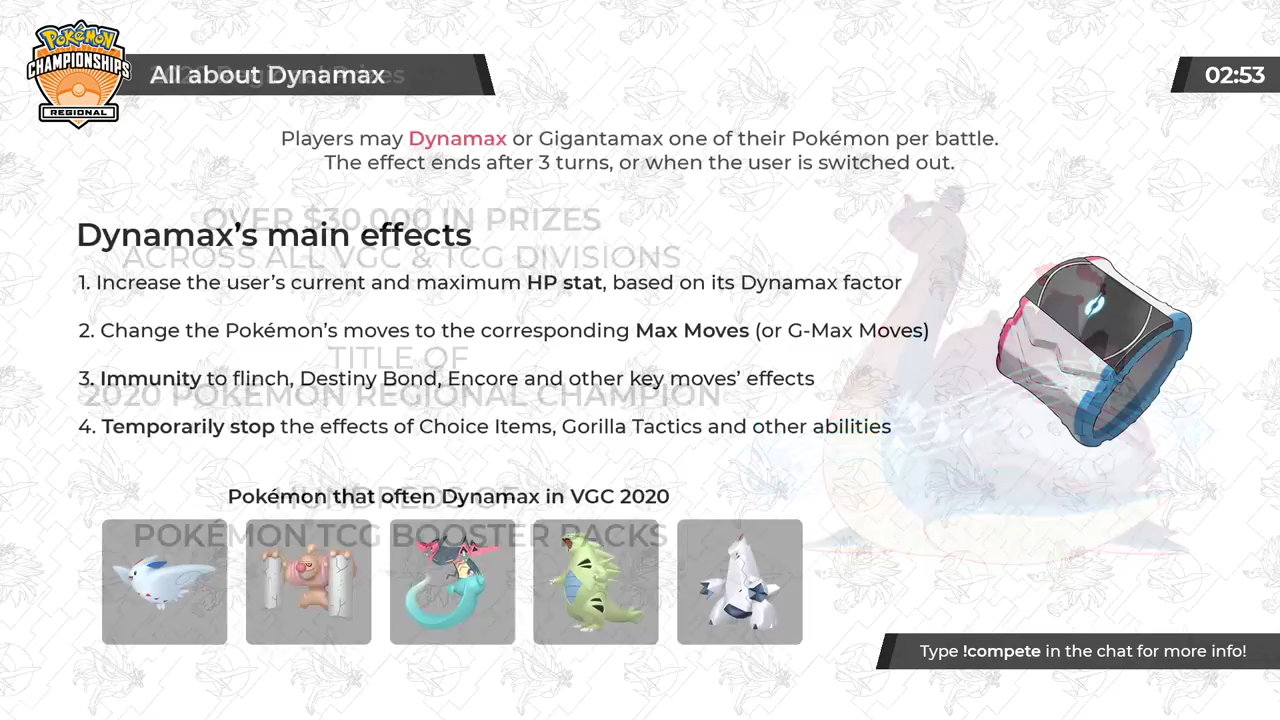 Pokémon
CHAMPIONSHIPS
REGIONAL
All about Dynamax
02:53
Players may Dynamax or Gigantamax one of their Pokémon per battle.
The effect ends after 3 turns, or when the user is switched out.
OVER $30,000 IN PRIZES
Dynamax’s main effects
ACROSS ALL VGC & TCG DIVISIONS
1. Increase the user’s current and maximum HP stat, based on its Dynamax factor
2. Change the Pokémon’s moves to the corresponding Max Moves (or G-Max Moves)
TITLE OF
3. Immunity to flinch, Destiny Bond, Encore and other key moves’ effects
2020 POKÉMON REGIONAL CHAMPION
4. Temporarily stop the effects of Choice Items, Gorilla Tactics and other abilities
Pokémon that often Dynamax in VGC 2020
HUNDREDS OF
POKÉMON TCG BOOSTER PACKS
Type !compete in the chat for more info!